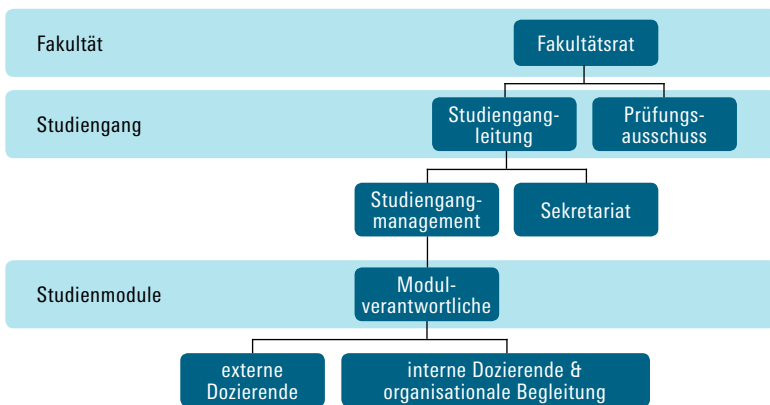 Fakultät
Fakultätsrat
Studiengang
Studiengang-
leitung
Prüfungs-
ausschuss
Studiengang-
management
Sekretariat
Studienmodule
Modul-
verantwortliche
externe
Dozierende
interne Dozierende &
organisationale Begleitung